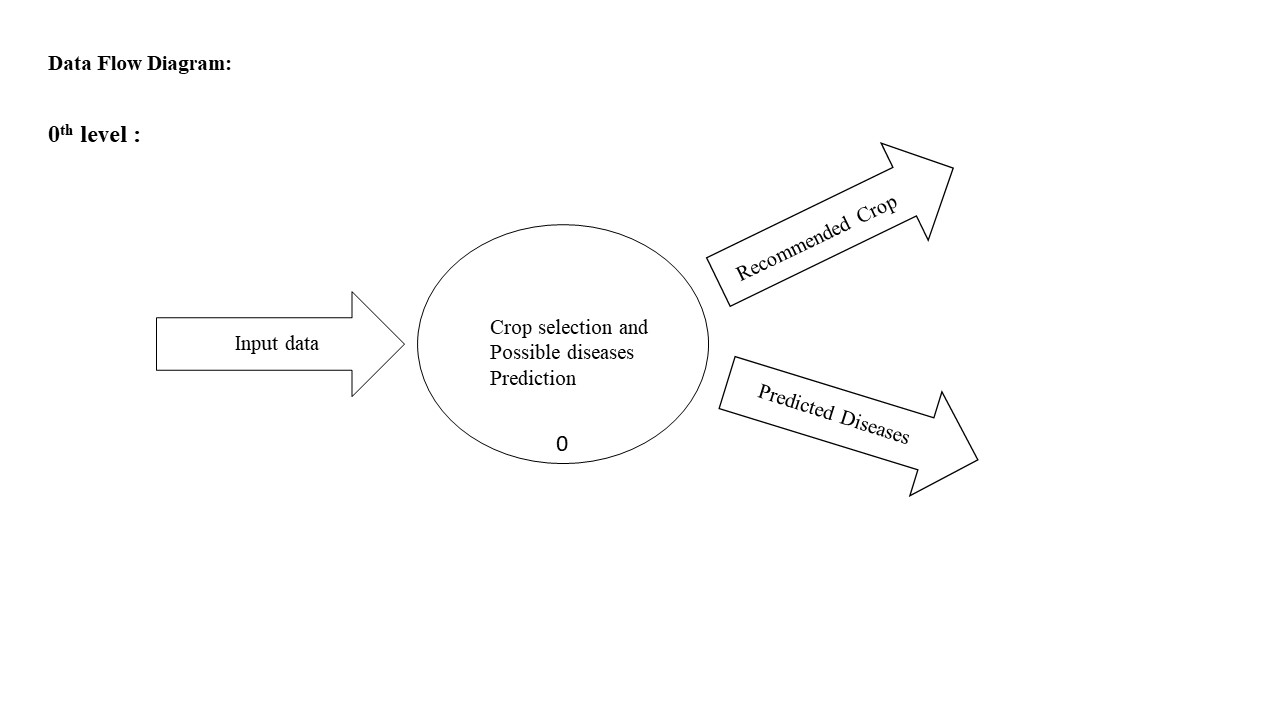 Data Flow Diagram:
0th level :
Input data
Crop selection and
Possible diseases
Prediction
0
Recommended Crop
Predicted Diseases